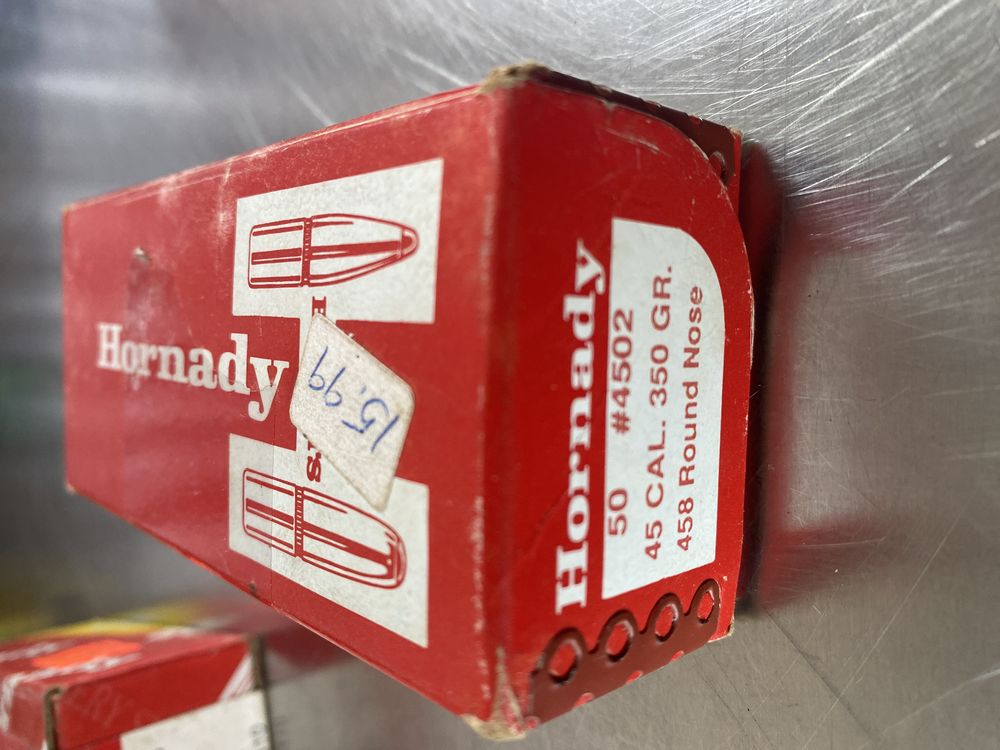 Hornady
15.99
Hornady
50 #4502
45 CAL. 350 GR.
458 Round Nose